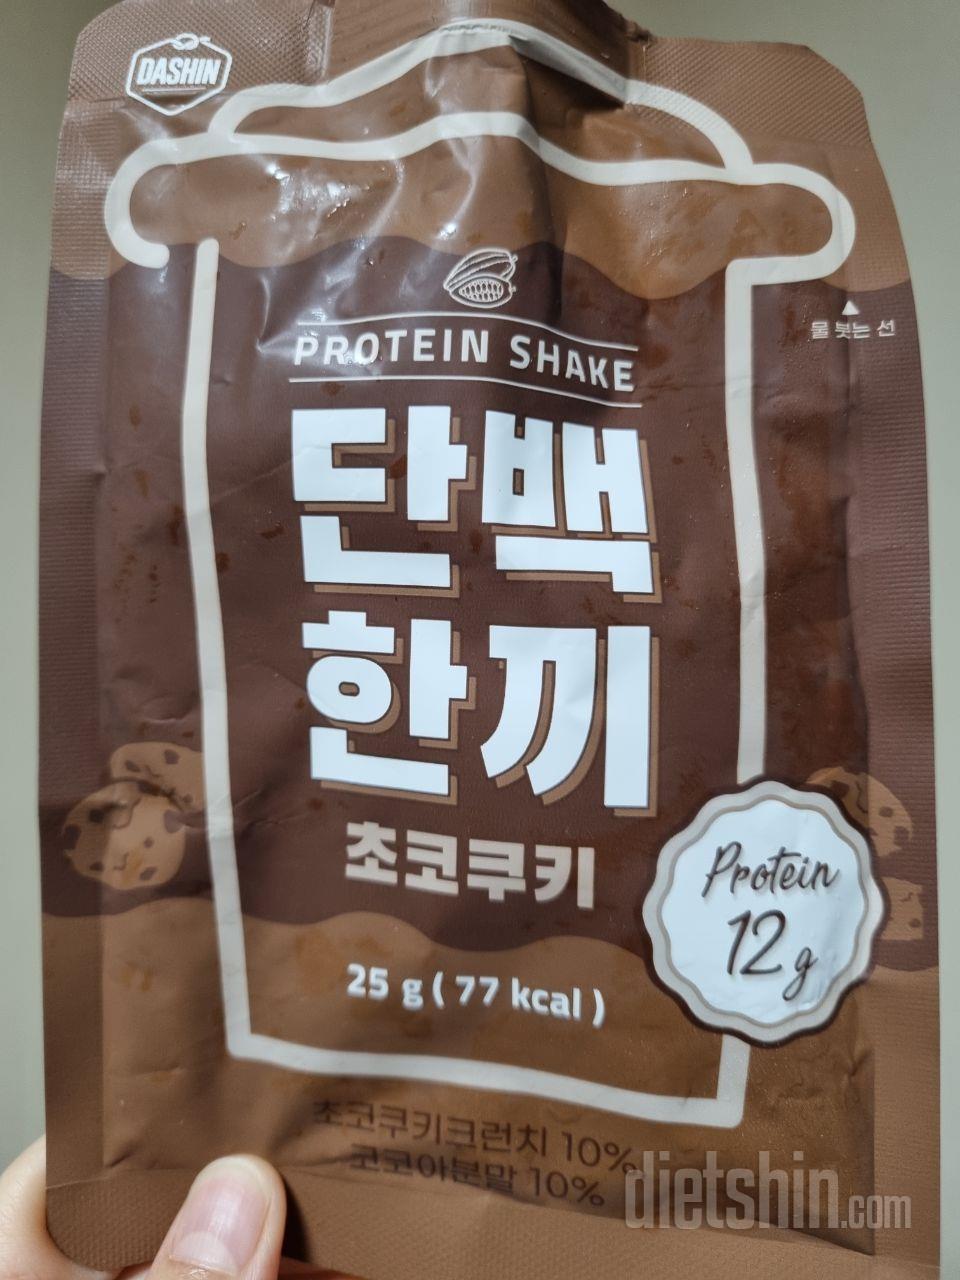 DASHIN
물 붓는 선
PROTEIN SHAKE
단백
한끼
초코쿠키
Protein
12 g
25 g ( 77 kcal )
초코쿠키크런치 10%
코코아분말 10%
dietshin.com